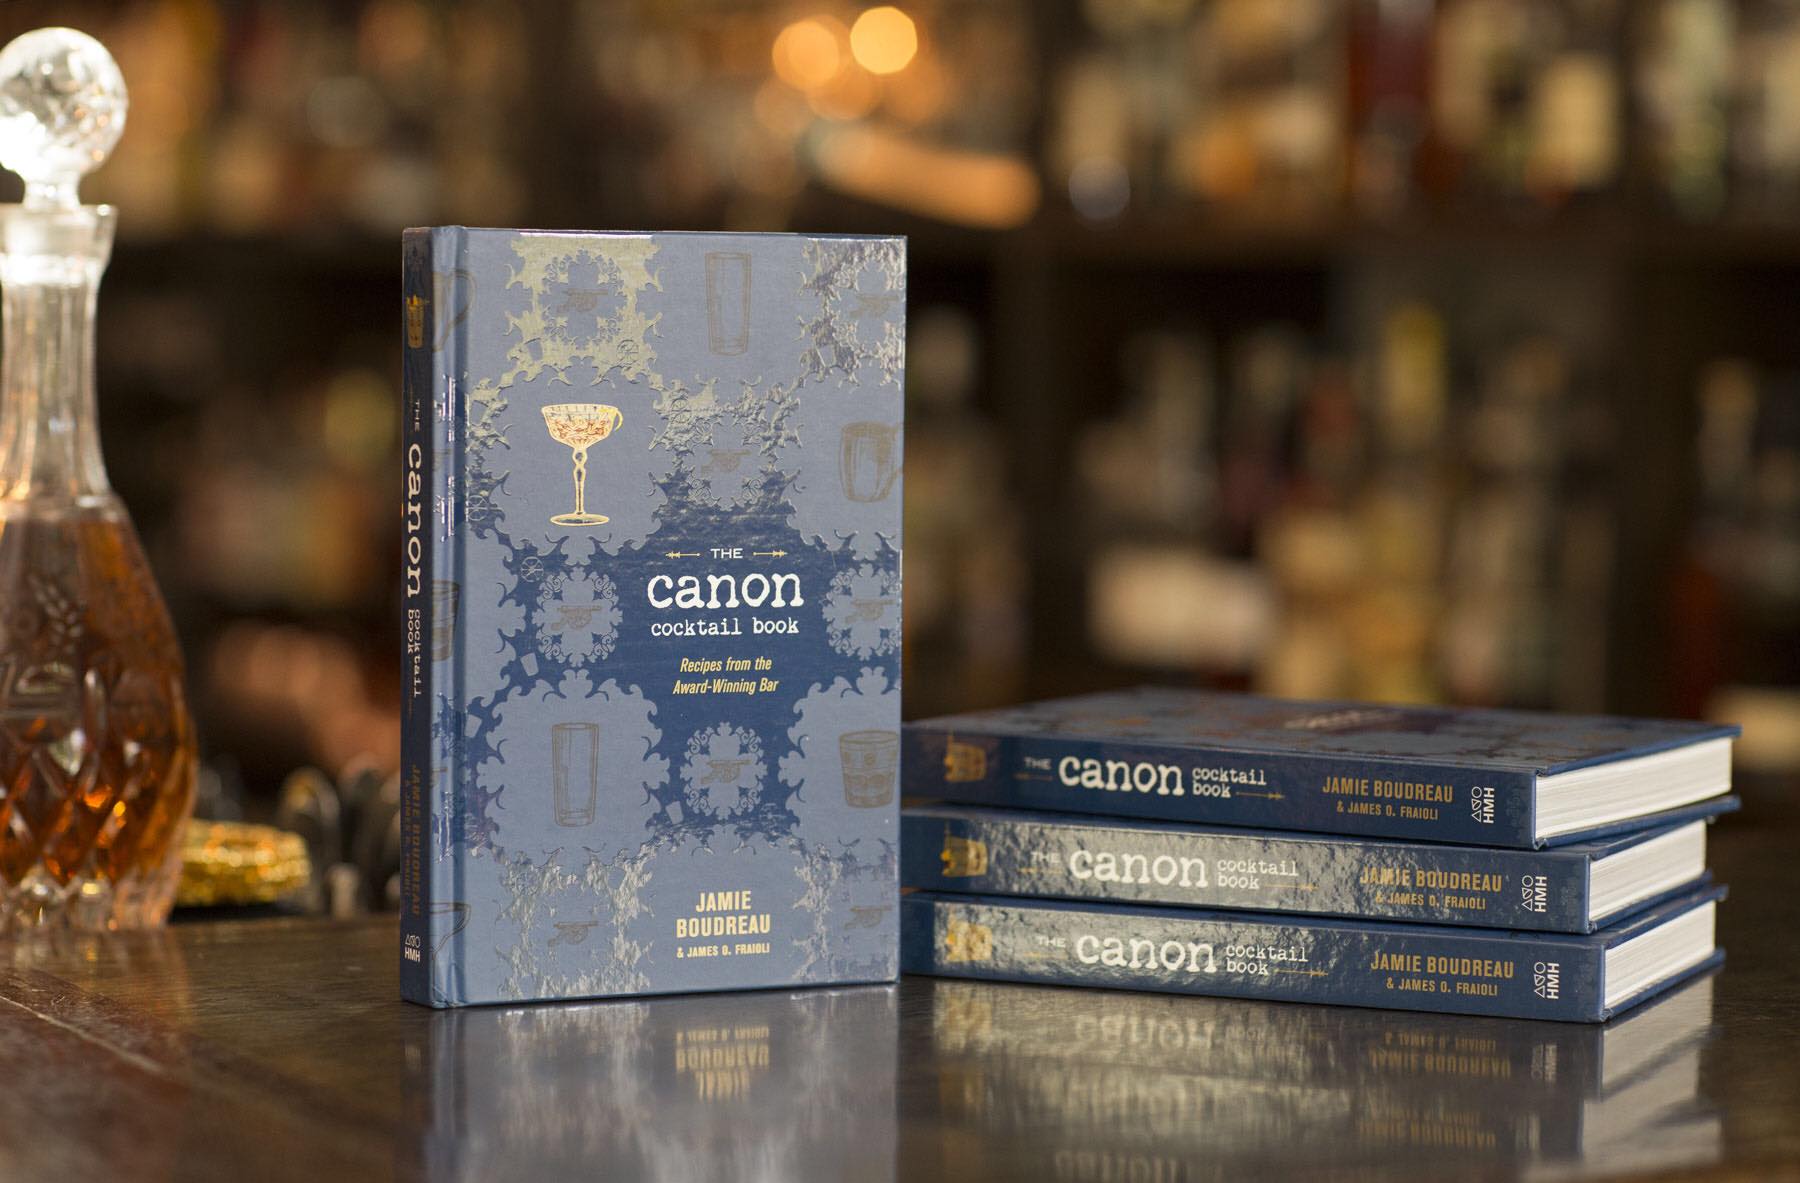 THE
canon
cocktail book
Recipes from the
Award-Winning Bar
JAMIE
BOUDREAU
& JAMES O. FRAIOLI
THE canon cocktail book
JAMIE BOUDREAU
& JAMES O. FRAIOLI
HMH
THE canon cocktail book
JAMIE BOUDREAU
& JAMES O. FRAIOLI
HMH
THE canon cocktail book
JAMIE BOUDREAU
& JAMES O. FRAIOLI
HMH
THE canon cocktail book
JAMIE BOUDREAU
& JAMES O. FRAIOLI
HMH